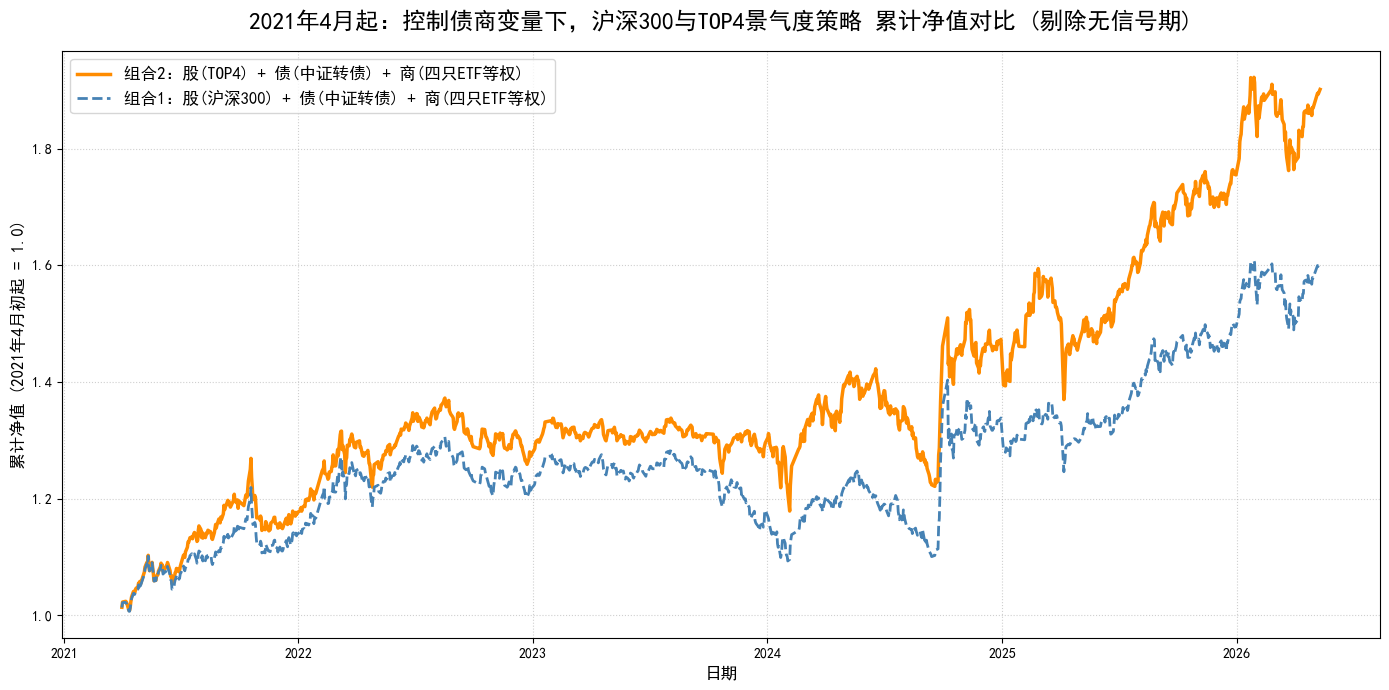 2021年4月起：控制债商变量下，沪深300与TOP4景气度策略 累计净值对比 (剔除无信号期)
组合2：股(TOP4) + 债(中证转债) + 商(四只ETF等权)
组合1：股(沪深300) + 债(中证转债) + 商(四只ETF等权)
累计净值 (2021年4月初起 = 1.0)
1.8
1.6
1.4
1.2
1.0
2021
2022
2023
2024
2025
2026
日期